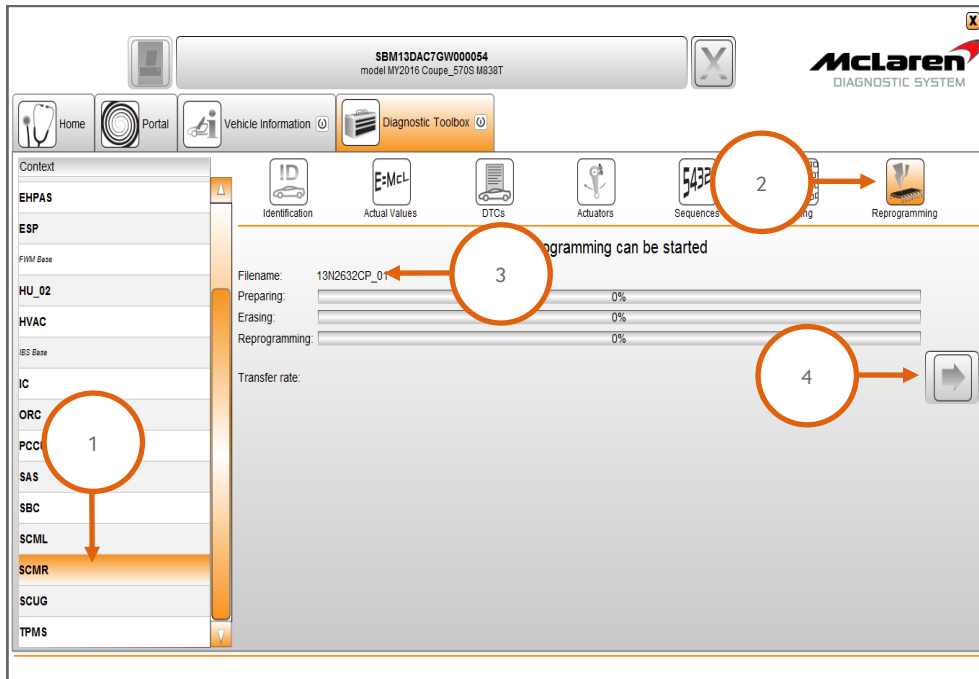 SBM13DAC7GW000054
model MY2016 Coupe_570S M838T
X
X
McLaren
DIAGNOSTIC SYSTEM
Home
Portal
Vehicle Information
Diagnostic Toolbox
Context
EHPAS
ESP
FWM Base
HU_02
HVAC
IBS Base
IC
ORC
SAS
SBC
SCML
SCMR
SCUG
TPMS
ID
E:McL
Identification
Actual Values
DTCs
Actuators
Sequences
Reprogramming
2
programming can be started
Filename: 13N2632CP_01
3
Preparing: 0%
Erasing: 0%
Reprogramming: 0%
Transfer rate:
4
1